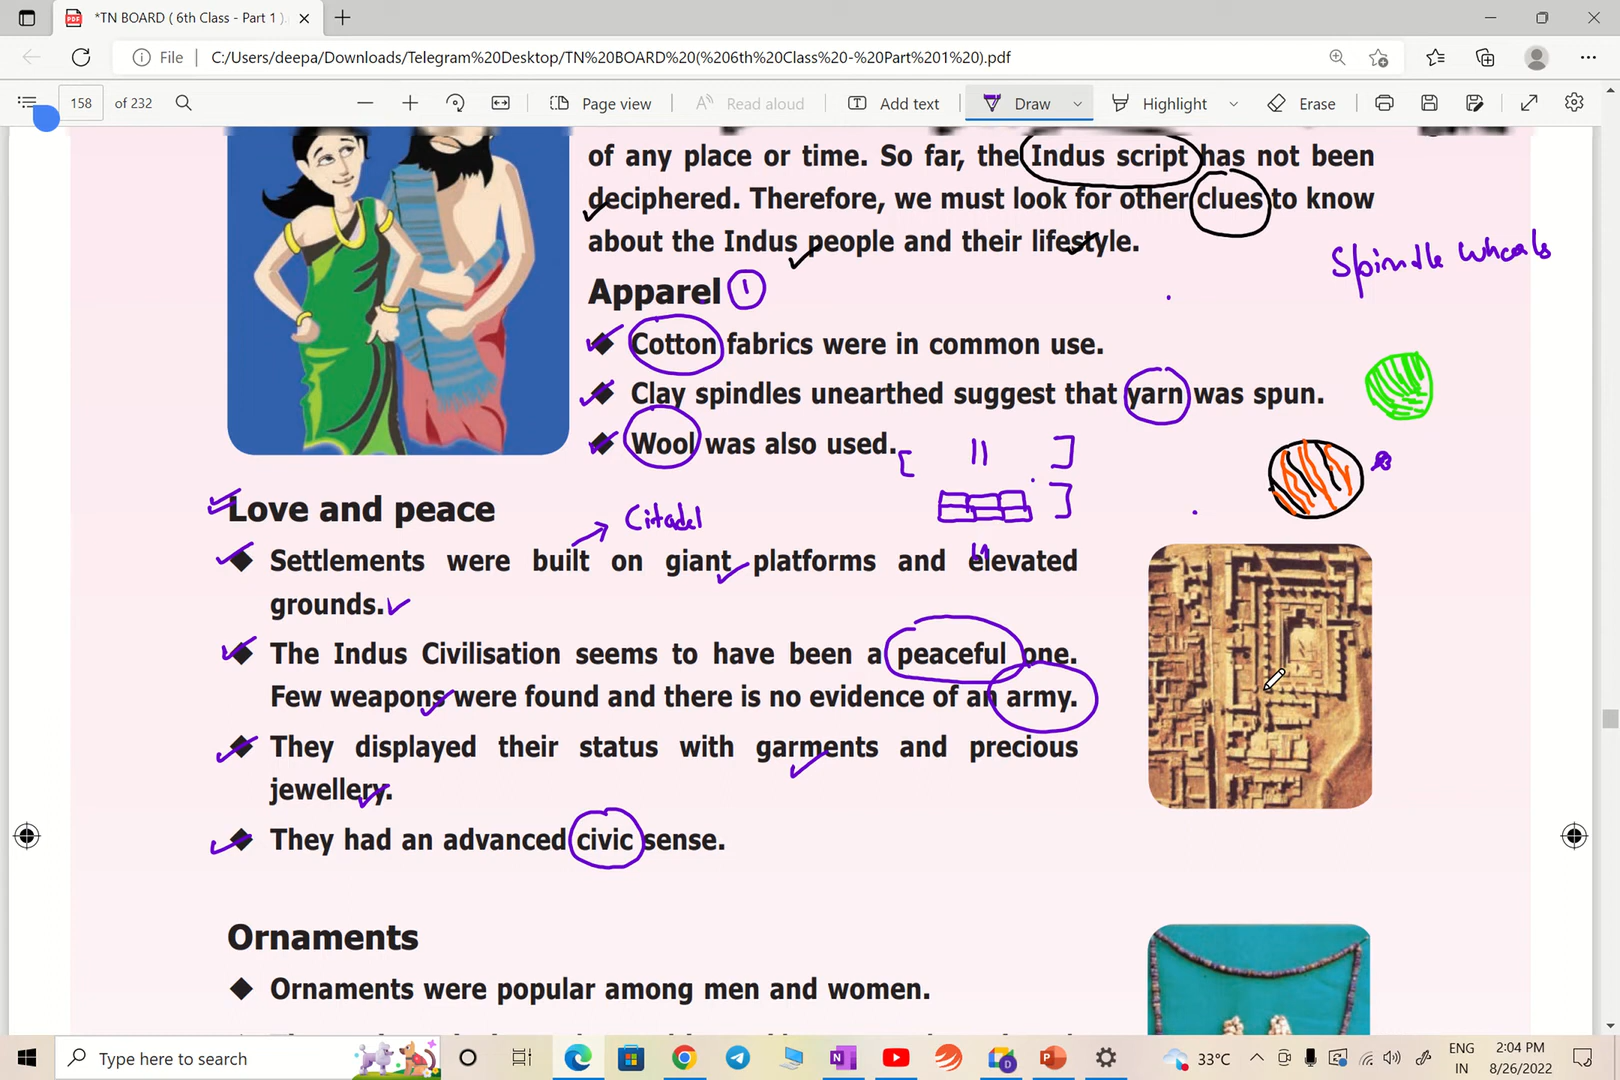 *TN BOARD ( 6th Class - Part 1 ).
File C:/Users/deepa/Downloads/Telegram%20Desktop/TN%20BOARD%20(%206th%20Class%20-%20Part%201%20).pdf
158 of 232 Page view Read aloud Add text Draw Highlight Erase
of any place or time. So far, the Indus script has not been
deciphered. Therefore, we must look for other clues to know
about the Indus people and their lifestyle.
Spindle Wheels
Apparel 1
Cotton fabrics were in common use.
Clay spindles unearthed suggest that yarn was spun.
Wool was also used.
Love and peace
Citadel
Settlements were built on giant platforms and elevated
grounds.
The Indus Civilisation seems to have been a peaceful one.
Few weapons were found and there is no evidence of an army.
They displayed their status with garments and precious
jewellery.
They had an advanced civic sense.
Ornaments
Ornaments were popular among men and women.
Type here to search
33°C
ENG
IN
2:04 PM
8/26/2022